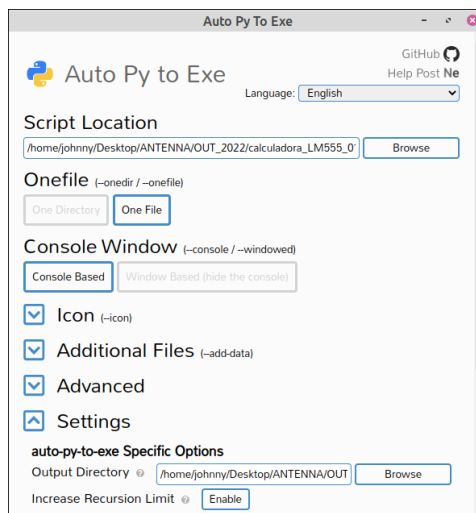 Auto Py To Exe
GitHub
Auto Py to Exe
Help Post Ne
Language: English
Script Location
/home/johnny/Desktop/ANTENNA/OUT_2022/calculadora_LM555_0 Browse
Onefile (--onedir / --onefile)
One Directory One File
Console Window (--console / --windowed)
Console Based Window Based (hide the console)
Icon (--icon)
Additional Files (--add-data)
Advanced
Settings
auto-py-to-exe Specific Options
Output Directory /home/johnny/Desktop/ANTENNA/OUT Browse
Increase Recursion Limit Enable